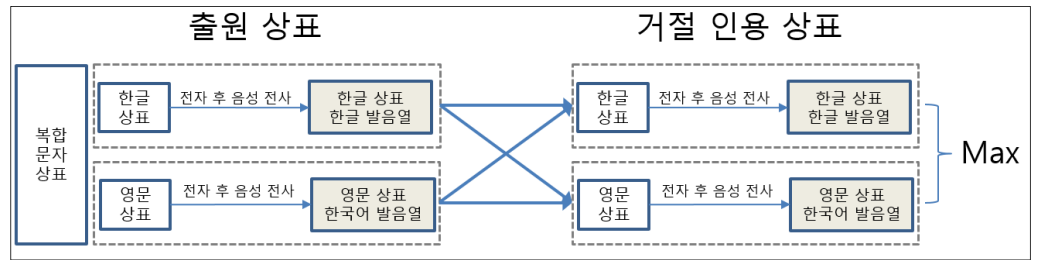 출원 상표
거절 인용 상표
복합
문자
상표
한글
상표
전자 후 음성 전사
한글 상표
한글 발음열
영문
상표
전자 후 음성 전사
영문 상표
한국어 발음열
한글
상표
전자 후 음성 전사
한글 상표
한글 발음열
영문
상표
전자 후 음성 전사
영문 상표
한국어 발음열
Max